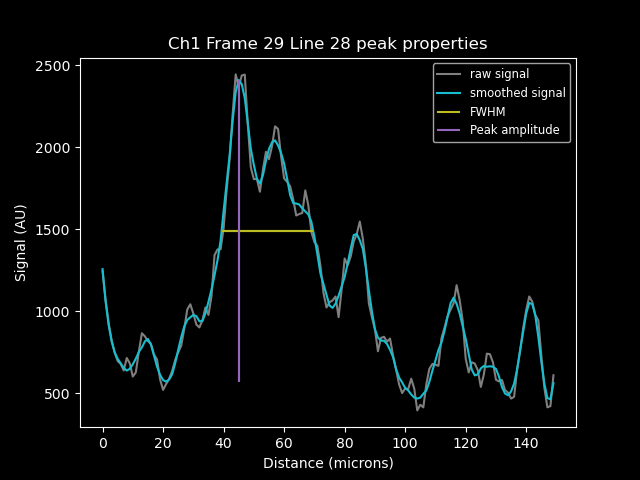 Ch1 Frame 29 Line 28 peak properties
raw signal
smoothed signal
FWHM
Peak amplitude
Signal (AU)
2500
2000
1500
1000
500
0 20 40 60 80 100 120 140
Distance (microns)